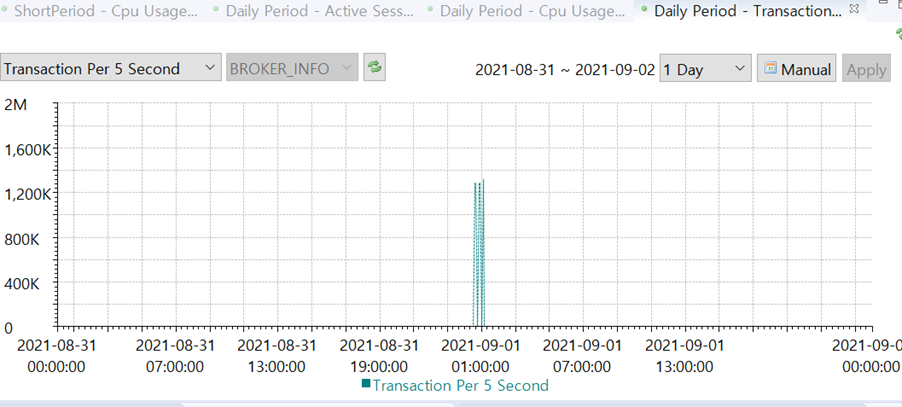 ShortPeriod - Cpu Usage... Daily Period - Active Sess... Daily Period - Cpu Usage... Daily Period - Transaction...
Transaction Per 5 Second BROKER_INFO 2021-08-31 ~ 2021-09-02 1 Day Manual Apply
2M
1,600K
1,200K
800K
400K
0
2021-08-31 2021-08-31 2021-08-31 2021-08-31 2021-09-01 2021-09-01 2021-09-01 2021-09-0
00:00:00 07:00:00 13:00:00 19:00:00 01:00:00 07:00:00 13:00:00 00:00:00
Transaction Per 5 Second